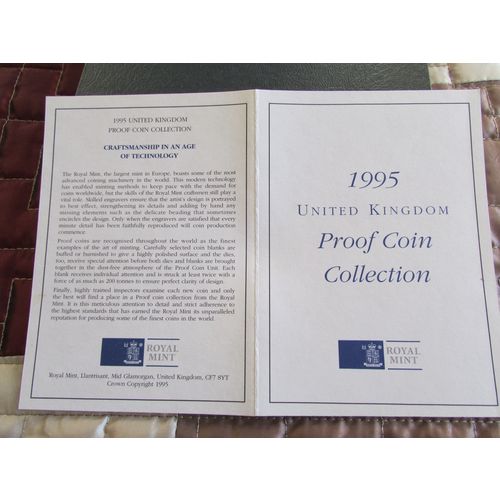 1995 UNITED KINGDOM
PROOF COIN COLLECTION
CRAFTSMANSHIP IN AN AGE
OF TECHNOLOGY
The Royal Mint, the largest mint in Europe, boasts some of the most
advanced coining machinery in the world. This modern technology
has enabled minting methods to keep pace with the demand for
coins worldwide, but the skills of the Royal Mint craftsmen still play a
vital role. Skilled engravers ensure that the artist's design is portrayed
to best effect, strengthening its details and adding by hand any
missing elements such as the delicate beading that sometimes
encircles the design. Only when the engravers are satisfied that every
minute detail has been faithfully reproduced will coin production
commence.
Proof coins are recognised throughout the world as the finest
examples of the art of minting. Carefully selected coin blanks are
buffed or burnished to give a highly polished surface and the dies,
too, receive special attention before both dies and blanks are brought
together in the dust-free atmosphere of the Proof Coin Unit. Each
blank receives individual attention and is struck at least twice with a
force of as much as 200 tonnes to ensure perfect clarity of design.
Finally, highly trained inspectors examine each new coin and only
the best will find a place in a Proof coin collection from the Royal
Mint. It is this meticulous attention to detail and strict adherence to
the highest standards that has earned the Royal Mint its unparalleled
reputation for producing some of the finest coins in the world.
ROYAL
MINT
Royal Mint, Llantrisant, Mid Glamorgan, United Kingdom, CF7 8YT
Crown Copyright 1995
1995
UNITED KINGDOM
Proof Coin
Collection
ROYAL
MINT